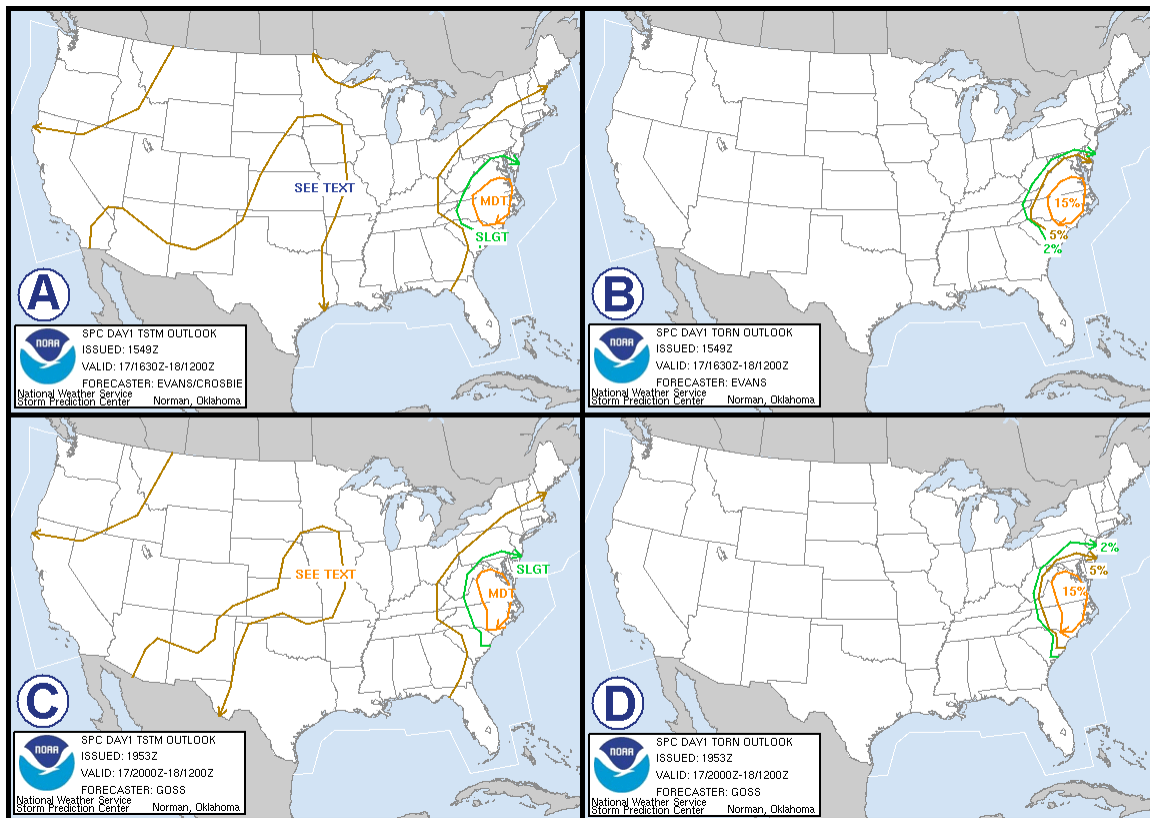 SEE TEXT
MDT
SLGT
A
NOAA
SPC DAY1 TSTM OUTLOOK
ISSUED: 1549Z
VALID: 17/1630Z-18/1200Z
FORECASTER: EVANS/CROSBIE
National Weather Service
Storm Prediction Center Norman, Oklahoma
15%
5%
2%
B
NOAA
SPC DAY1 TORN OUTLOOK
ISSUED: 1549Z
VALID: 17/1630Z-18/1200Z
FORECASTER: EVANS
National Weather Service
Storm Prediction Center Norman, Oklahoma
SLGT
SEE TEXT
MDT
C
NOAA
SPC DAY1 TSTM OUTLOOK
ISSUED: 1953Z
VALID: 17/2000Z-18/1200Z
FORECASTER: GOSS
National Weather Service
Storm Prediction Center Norman, Oklahoma
2%
5%
15%
D
NOAA
SPC DAY1 TORN OUTLOOK
ISSUED: 1953Z
VALID: 17/2000Z-18/1200Z
FORECASTER: GOSS
National Weather Service
Storm Prediction Center Norman, Oklahoma